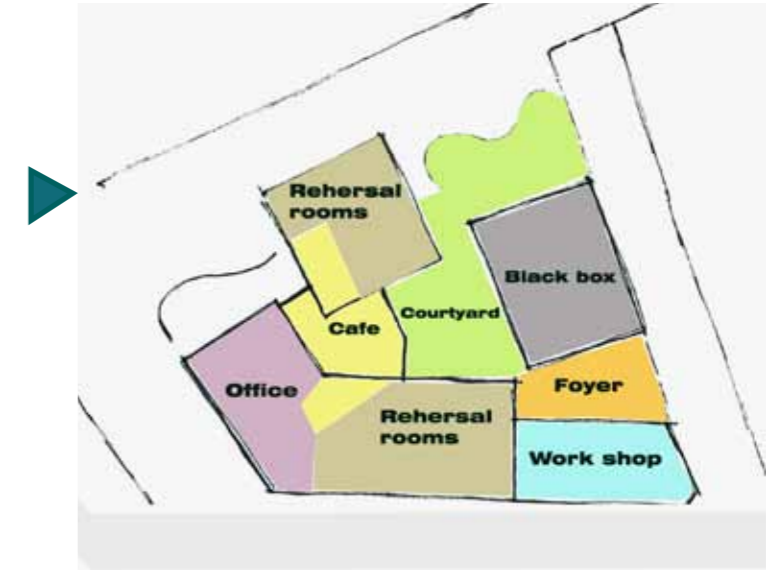 Rehersal
rooms
Black box
Courtyard
Cafe
Office
Foyer
Rehersal
rooms
Work shop